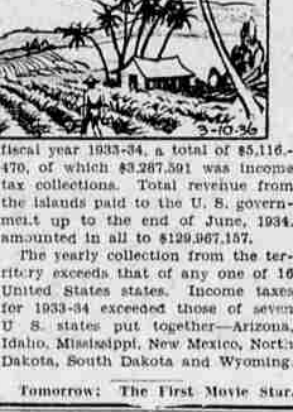 3-10-36
fiscal year 1933-34, a total of $5,116,-
470, of which $3,287,591 was income
tax collections. Total revenue from
the islands paid to the U. S. govern-
ment up to the end of June, 1934,
amounted in all to $129,967,157.
The yearly collection from the ter-
ritory exceeds that of any one of 16
United States states. Income taxes
for 1933-34 exceeded those of seven
U S. states put together—Arizona,
Idaho, Mississippi, New Mexico, North
Dakota, South Dakota and Wyoming.
Tomorrow: The First Movie Star.